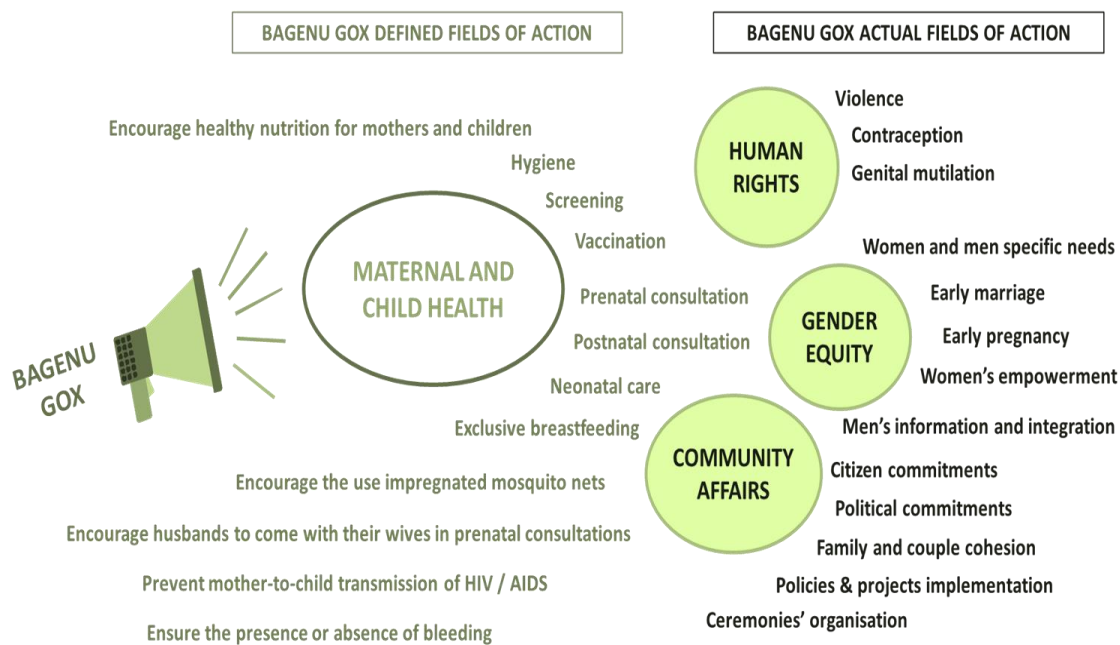 BAGENU GOX DEFINED FIELDS OF ACTION
BAGENU GOX ACTUAL FIELDS OF ACTION
BAGENU
GOX
MATERNAL AND
CHILD HEALTH
Encourage healthy nutrition for mothers and children
Hygiene
Screening
Vaccination
Prenatal consultation
Postnatal consultation
Neonatal care
Exclusive breastfeeding
Encourage the use impregnated mosquito nets
Encourage husbands to come with their wives in prenatal consultations
Prevent mother-to-child transmission of HIV / AIDS
Ensure the presence or absence of bleeding
HUMAN
RIGHTS
Violence
Contraception
Genital mutilation
GENDER
EQUITY
Women and men specific needs
Early marriage
Early pregnancy
Women's empowerment
Men's information and integration
COMMUNITY
AFFAIRS
Citizen commitments
Political commitments
Family and couple cohesion
Policies & projects implementation
Ceremonies' organisation